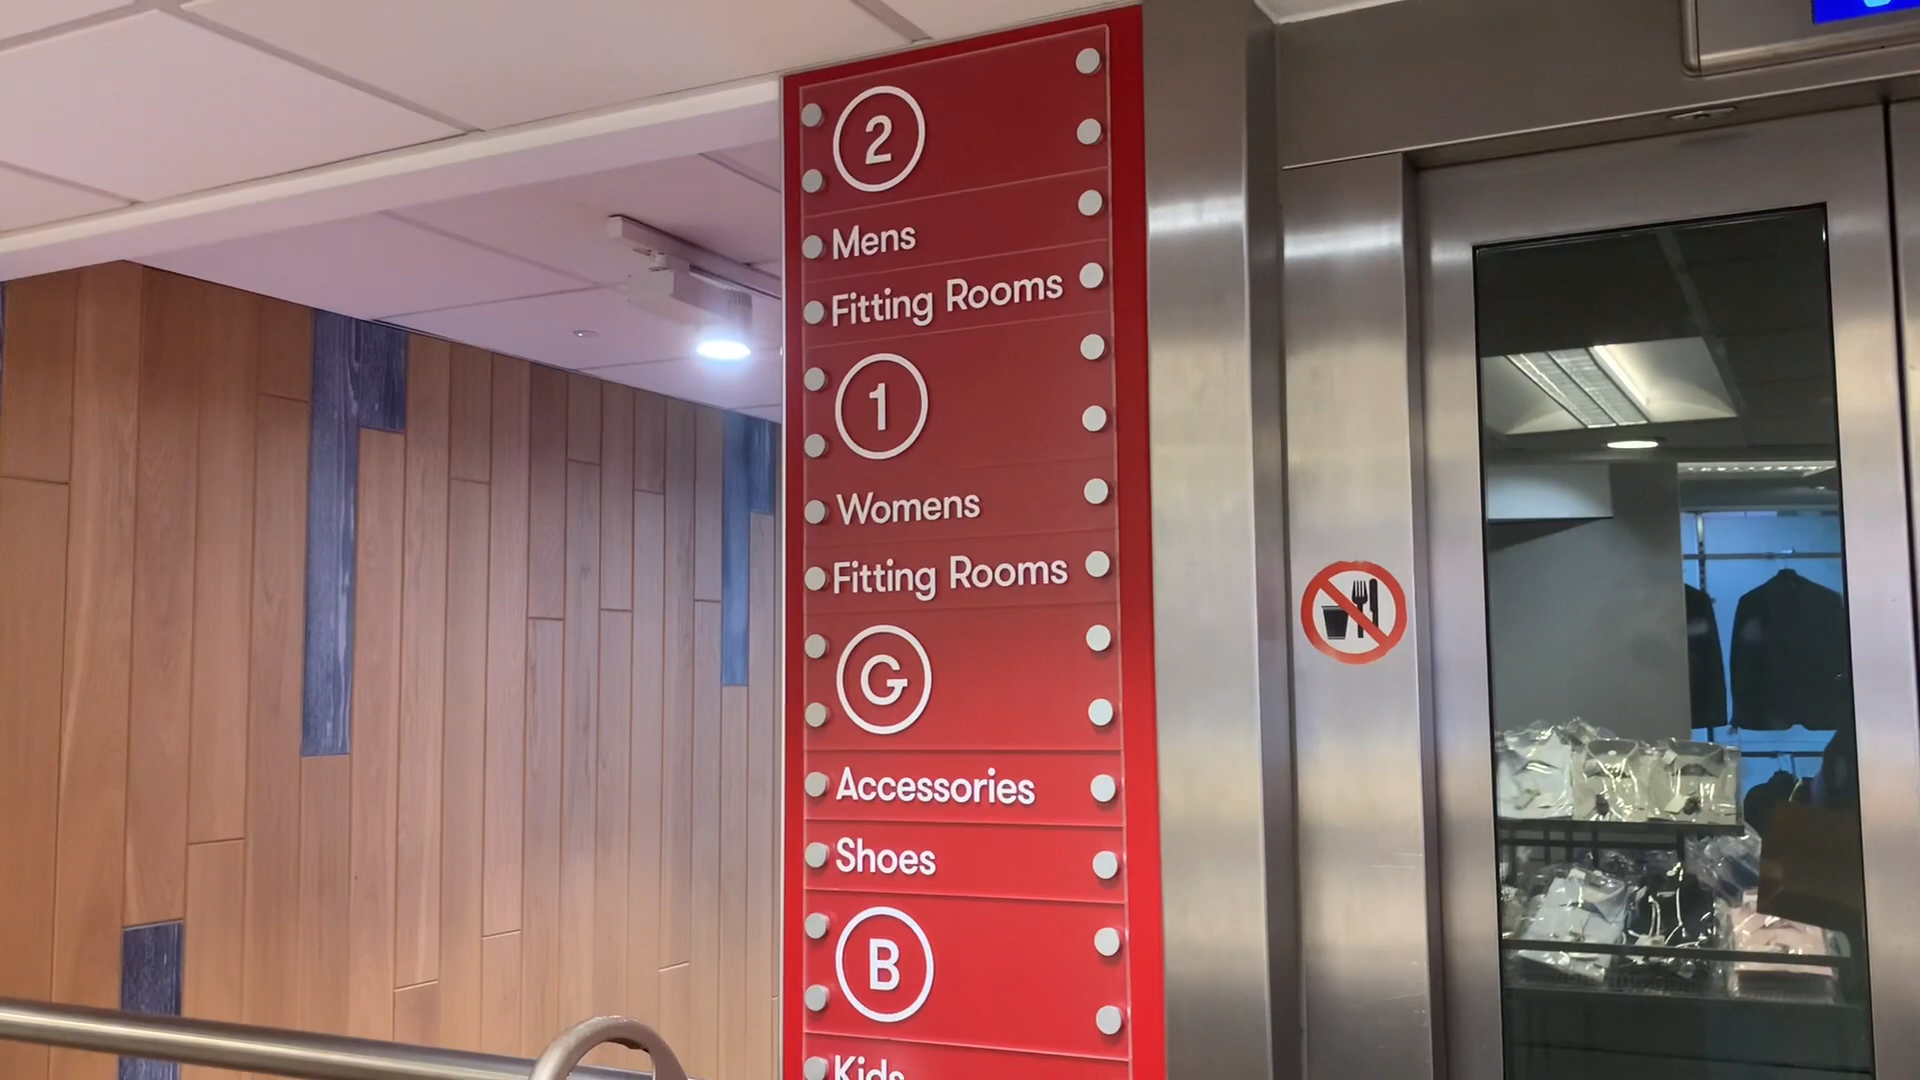 2
Mens
Fitting Rooms
1
Womens
Fitting Rooms
G
Accessories
Shoes
B
Kids